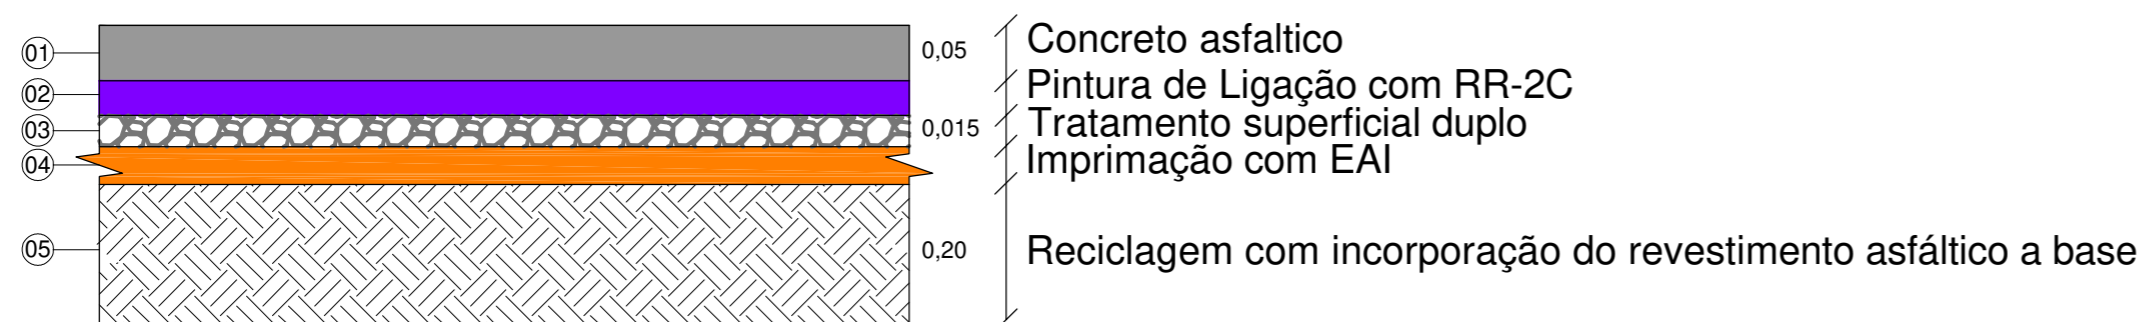 01 0,05 Concreto asfaltico
02 Pintura de Ligação com RR-2C
03 0,015 Tratamento superficial duplo
04 Imprimação com EAI
05 0,20 Reciclagem com incorporação do revestimento asfáltico a base